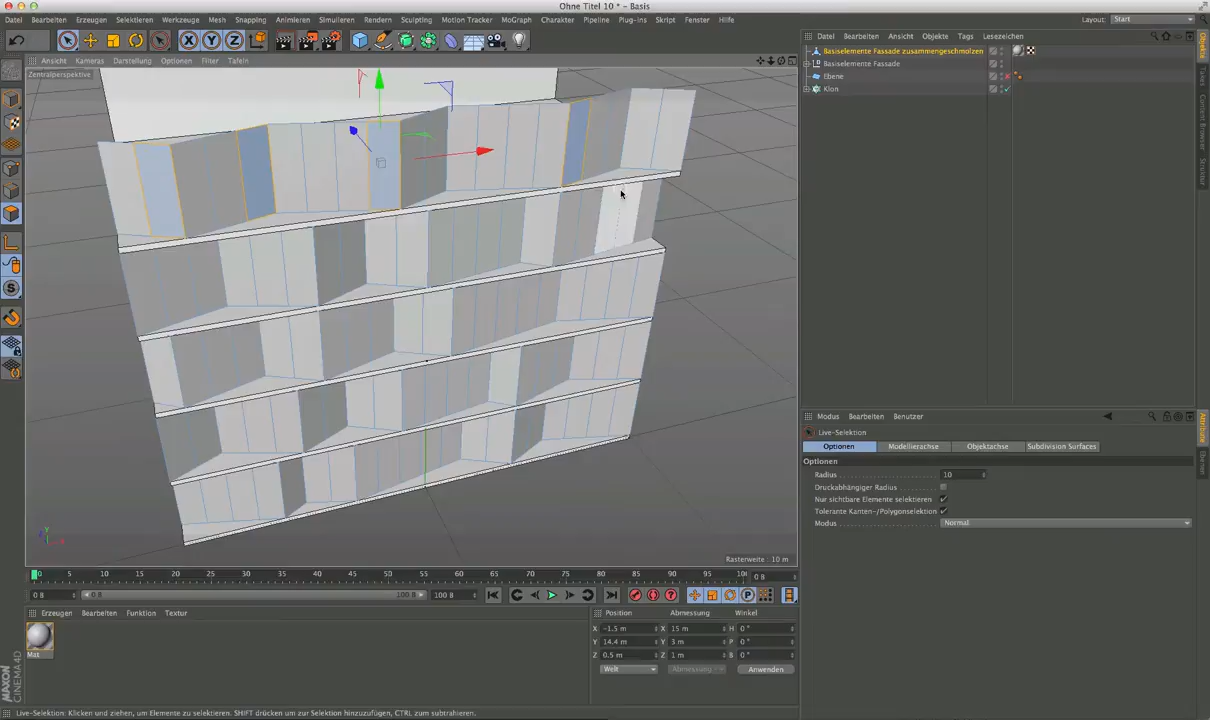 Ohne Titel 10 * - Basis
Datei Bearbeiten Erzeugen Selektieren Werkzeuge Mesh Snapping Animieren Simulieren Rendern Sculpting Motion Tracker MoGraph Charakter Pipeline Plug-ins Skript Fenster Hilfe Layout: Start
Ansicht Kameras Darstellung Optionen Filter Tafeln
Zentralperspektive
Datei Bearbeiten Ansicht Objekte Tags Lesezeichen
Basiselemente Fassade zusammengeschmolzen
Basiselemente Fassade
Ebene
Klon
Objekte
Takes
Content Browser
Struktur
Modus Bearbeiten Benutzer
Live-Selektion
Optionen Modellierachse Objektachse Subdivision Surfaces
Optionen
Radius 10
Druckabhängiger Radius
Nur sichtbare Elemente selektieren
Tolerante Kanten-/Polygonselektion
Modus Normal
Attribute
Ebenen
Rasterweite : 10 m
0 5 10 15 20 25 30 35 40 45 50 55 60 65 70 75 80 85 90 95 100 0 B
0 B 0 B 100 B 100 B
Erzeugen Bearbeiten Funktion Textur
Mat
Position Abmessung Winkel
X -1.5 m X 15 m H 0 °
Y 14.4 m Y 3 m P 0 °
Z 0.5 m Z 1 m B 0 °
Welt Abmessung Anwenden
MAXON CINEMA 4D
Live-Selektion: Klicken und ziehen, um Elemente zu selektieren. SHIFT drücken um zur Selektion hinzuzufügen, CTRL zum subtrahieren.